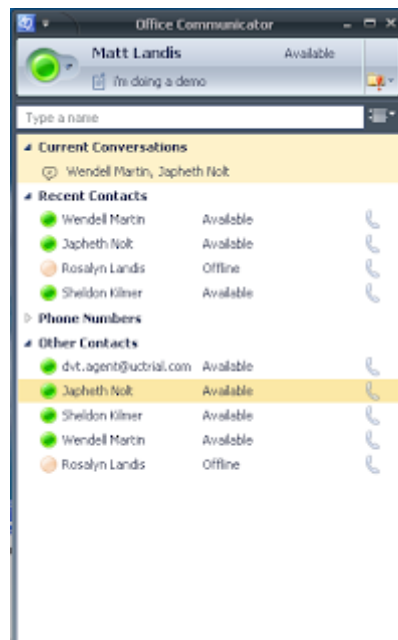 Office Communicator
Matt Landis Available
i'm doing a demo
Type a name
Current Conversations
Wendell Martin, Japheth Nolt
Recent Contacts
Wendell Martin Available
Japheth Nolt Available
Rosalyn Landis Offline
Sheldon Kilmer Available
Phone Numbers
Other Contacts
dvt.agent@uctrial.com Available
Japheth Nolt Available
Sheldon Kilmer Available
Wendell Martin Available
Rosalyn Landis Offline